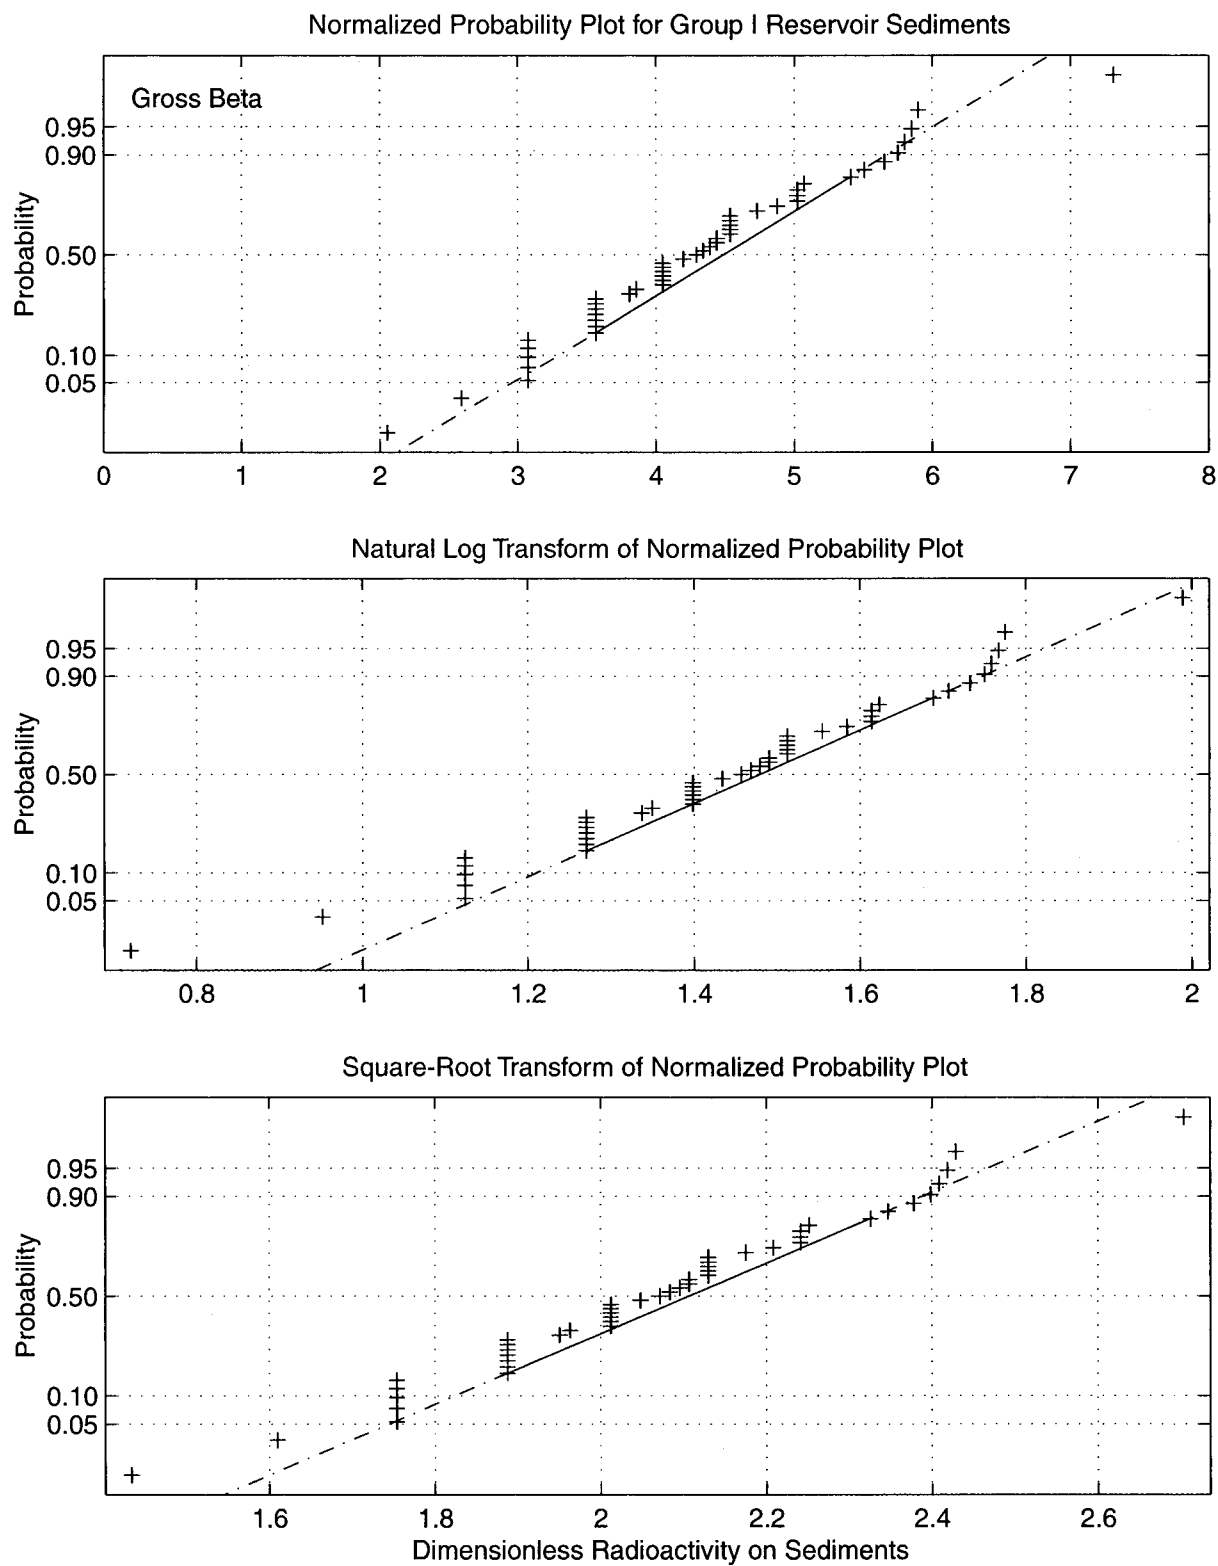 Normalized Probability Plot for Group I Reservoir Sediments
Gross Beta
0.95
0.90
0.50
0.10
0.05
Probability
0 1 2 3 4 5 6 7 8
Natural Log Transform of Normalized Probability Plot
0.95
0.90
0.50
0.10
0.05
Probability
0.8 1 1.2 1.4 1.6 1.8 2
Square-Root Transform of Normalized Probability Plot
0.95
0.90
0.50
0.10
0.05
Probability
1.6 1.8 2 2.2 2.4 2.6
Dimensionless Radioactivity on Sediments